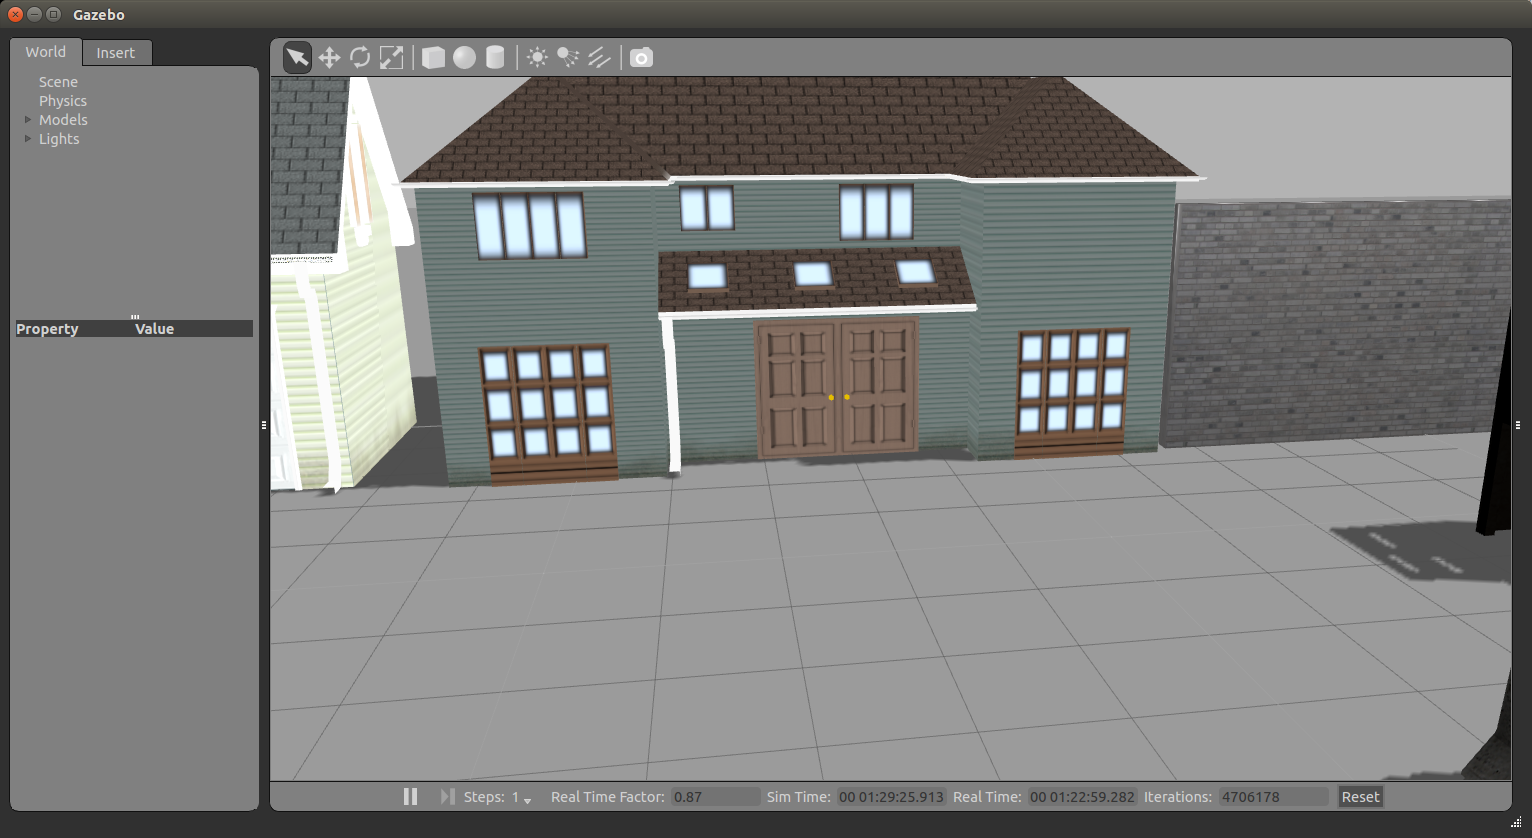 Gazebo
World Insert
Scene
Physics
Models
Lights
Property Value
Steps: 1 Real Time Factor: 0.87 Sim Time: 00 01:29:25.913 Real Time: 00 01:22:59.282 Iterations: 4706178 Reset